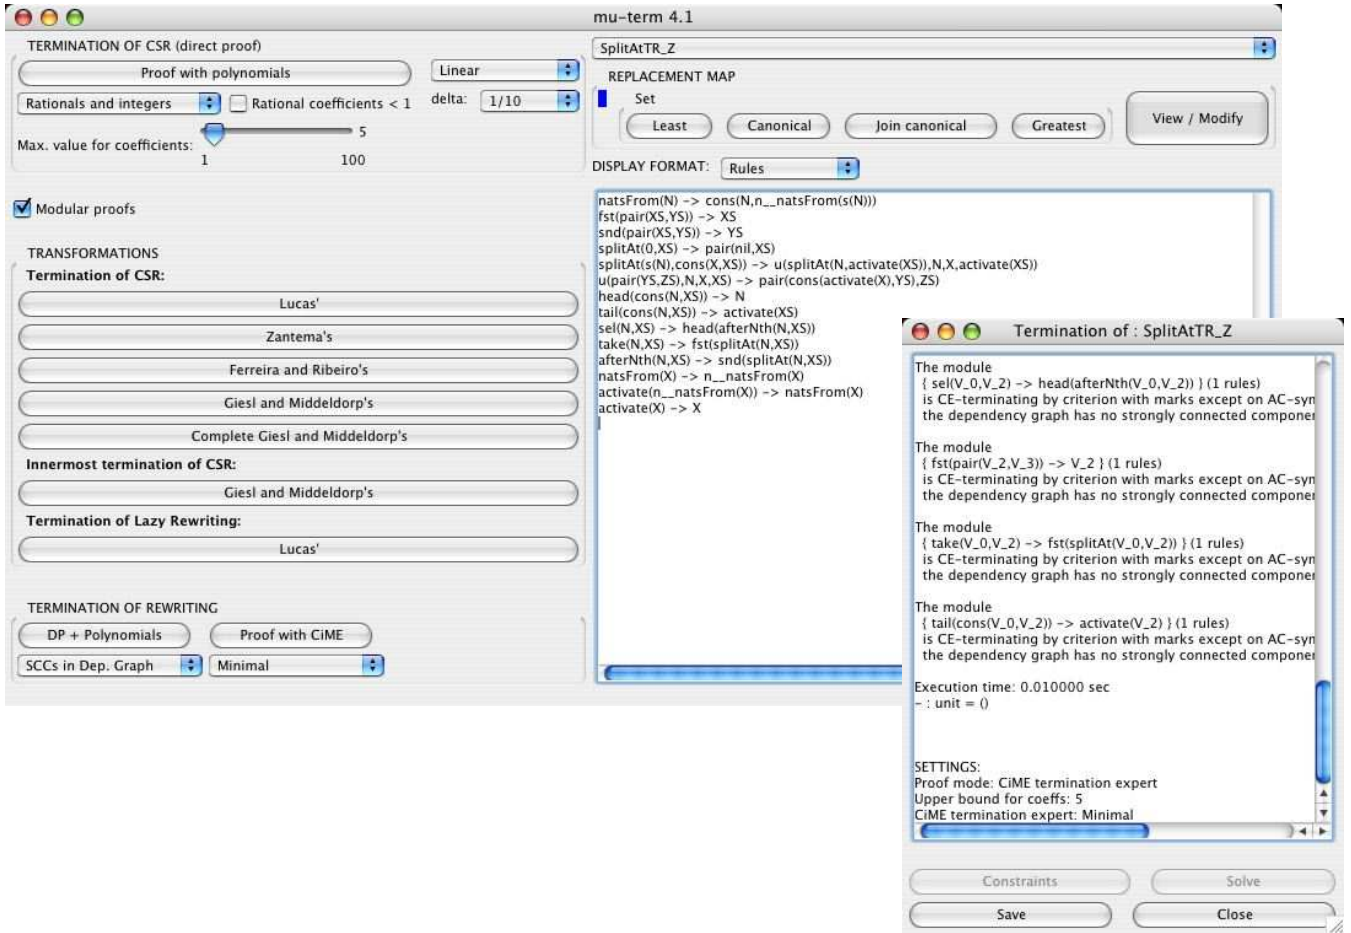 mu-term 4.1
TERMINATION OF CSR (direct proof)
Proof with polynomials
Linear
Rationals and integers
Rational coefficients < 1
delta: 1/10
Max. value for coefficients:
5
1
100
Modular proofs
TRANSFORMATIONS
Termination of CSR:
Lucas'
Zantema's
Ferreira and Ribeiro's
Giesl and Middeldorp's
Complete Giesl and Middeldorp's
Innermost termination of CSR:
Giesl and Middeldorp's
Termination of Lazy Rewriting:
Lucas'
TERMINATION OF REWRITING
DP + Polynomials
Proof with CiME
SCCs in Dep. Graph
Minimal
SplitAtTR_Z
REPLACEMENT MAP
Set
Least
Canonical
Join canonical
Greatest
View / Modify
DISPLAY FORMAT: Rules
natsFrom(N) -> cons(N,n__natsFrom(s(N)))
fst(pair(XS,YS)) -> XS
snd(pair(XS,YS)) -> YS
splitAt(0,XS) -> pair(nil,XS)
splitAt(s(N),cons(X,XS)) -> u(splitAt(N,activate(XS)),N,X,activate(XS))
u(pair(YS,ZS),N,X,XS) -> pair(cons(activate(X),YS),ZS)
head(cons(N,XS)) -> N
tail(cons(N,XS)) -> activate(XS)
sel(N,XS) -> head(afterNth(N,XS))
take(N,XS) -> fst(splitAt(N,XS))
afterNth(N,XS) -> snd(splitAt(N,XS))
natsFrom(X) -> n__natsFrom(X)
activate(n__natsFrom(X)) -> natsFrom(X)
activate(X) -> X
Termination of : SplitAtTR_Z
The module
{ sel(V_0,V_2) -> head(afterNth(V_0,V_2)) } (1 rules)
is CE-terminating by criterion with marks except on AC-syn
the dependency graph has no strongly connected componer
The module
{ fst(pair(V_2,V_3)) -> V_2 } (1 rules)
is CE-terminating by criterion with marks except on AC-syn
the dependency graph has no strongly connected componer
The module
{ take(V_0,V_2) -> fst(splitAt(V_0,V_2)) } (1 rules)
is CE-terminating by criterion with marks except on AC-syn
the dependency graph has no strongly connected componer
The module
{ tail(cons(V_0,V_2)) -> activate(V_2) } (1 rules)
is CE-terminating by criterion with marks except on AC-syn
the dependency graph has no strongly connected componer
Execution time: 0.010000 sec
- : unit = ()
SETTINGS:
Proof mode: CiME termination expert
Upper bound for coeffs: 5
CiME termination expert: Minimal
Constraints
Solve
Save
Close